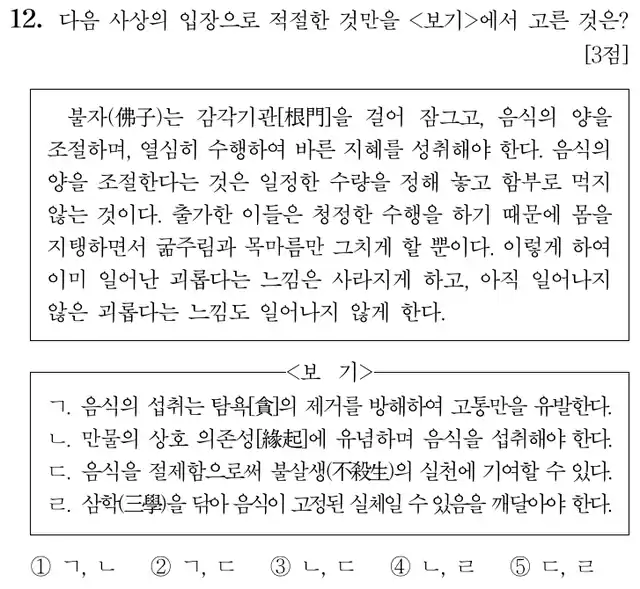 12. 다음 사상의 입장으로 적절한 것만을 <보기>에서 고른 것은?
[3점]
불자(佛子)는 감각기관[根門]을 걸어 잠그고, 음식의 양을
조절하며, 열심히 수행하여 바른 지혜를 성취해야 한다. 음식의
양을 조절한다는 것은 일정한 수량을 정해 놓고 함부로 먹지
않는 것이다. 출가한 이들은 청정한 수행을 하기 때문에 몸을
지탱하면서 굶주림과 목마름만 그치게 할 뿐이다. 이렇게 하여
이미 일어난 괴롭다는 느낌은 사라지게 하고, 아직 일어나지
않은 괴롭다는 느낌도 일어나지 않게 한다.
<보 기>
ㄱ. 음식의 섭취는 탐욕[貪]의 제거를 방해하여 고통만을 유발한다.
ㄴ. 만물의 상호 의존성[緣起]에 유념하며 음식을 섭취해야 한다.
ㄷ. 음식을 절제함으로써 불살생(不殺生)의 실천에 기여할 수 있다.
ㄹ. 삼학(三學)을 닦아 음식이 고정된 실체일 수 있음을 깨달아야 한다.
① ㄱ, ㄴ ② ㄱ, ㄷ ③ ㄴ, ㄷ ④ ㄴ, ㄹ ⑤ ㄷ, ㄹ